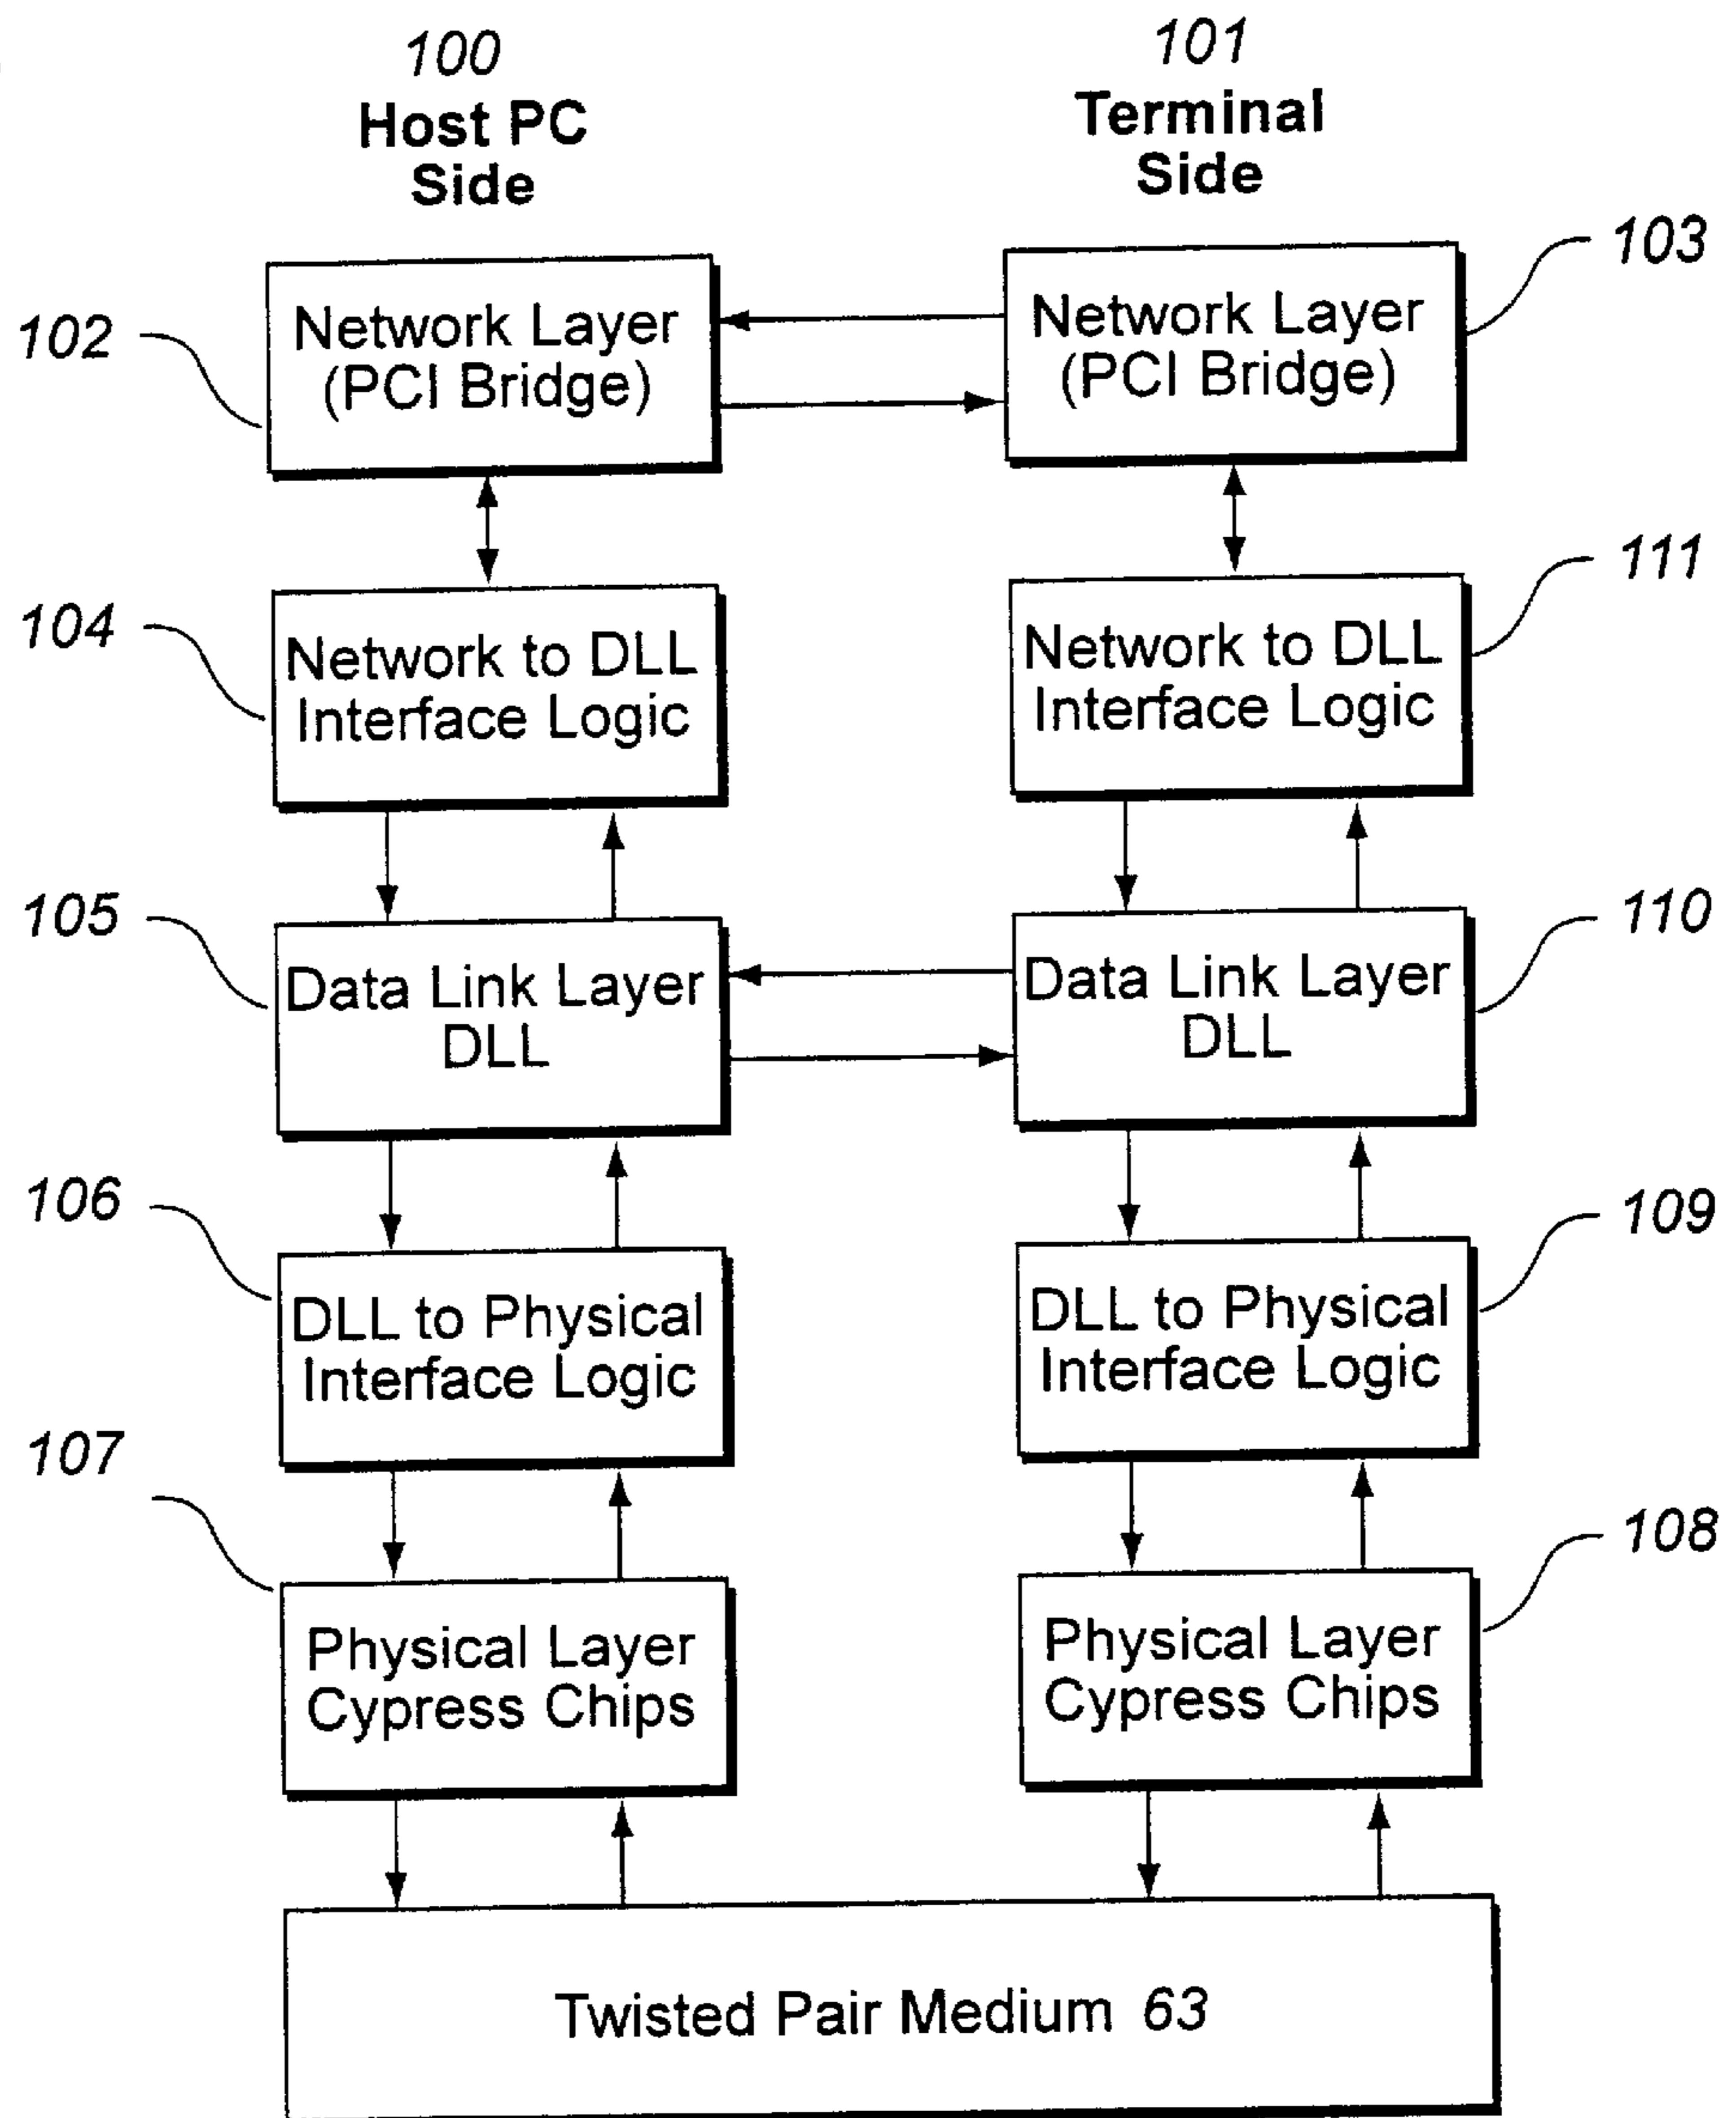 100
Host PC
Side
101
Terminal
Side
102
Network Layer
(PCI Bridge)
Network Layer
(PCI Bridge)
103
104
Network to DLL
Interface Logic
Network to DLL
Interface Logic
111
105
Data Link Layer
DLL
Data Link Layer
DLL
110
106
DLL to Physical
Interface Logic
DLL to Physical
Interface Logic
109
107
Physical Layer
Cypress Chips
Physical Layer
Cypress Chips
108
Twisted Pair Medium 63